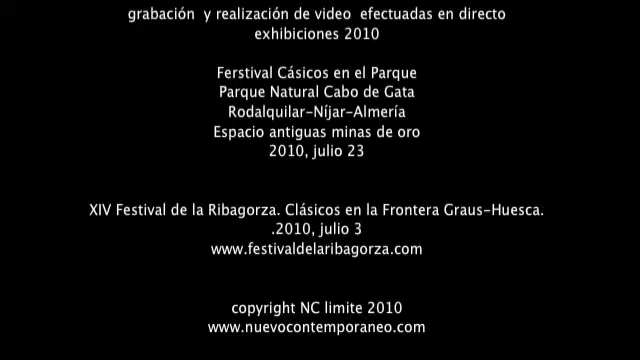 grabación y realización de video efectuadas en directo
exhibiciones 2010
Ferstival Cásicos en el Parque
Parque Natural Cabo de Gata
Rodalquilar-Níjar-Almería
Espacio antiguas minas de oro
2010, julio 23
XIV Festival de la Ribagorza. Clásicos en la Frontera Graus-Huesca.
.2010, julio 3
www.festivaldelaribagorza.com
copyright NC limite 2010
www.nuevocontemporaneo.com